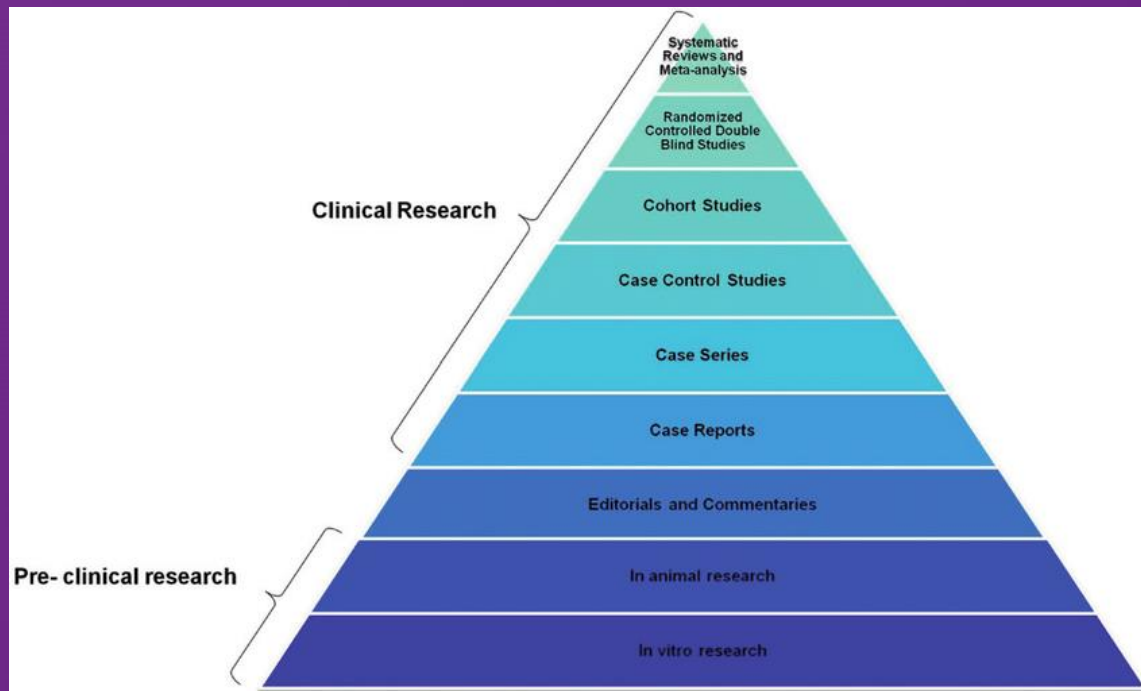 Systematic
Reviews and
Meta-analysis
Randomized
Controlled Double
Blind Studies
Cohort Studies
Clinical Research
Case Control Studies
Case Series
Case Reports
Editorials and Commentaries
Pre- clinical research
In animal research
In vitro research